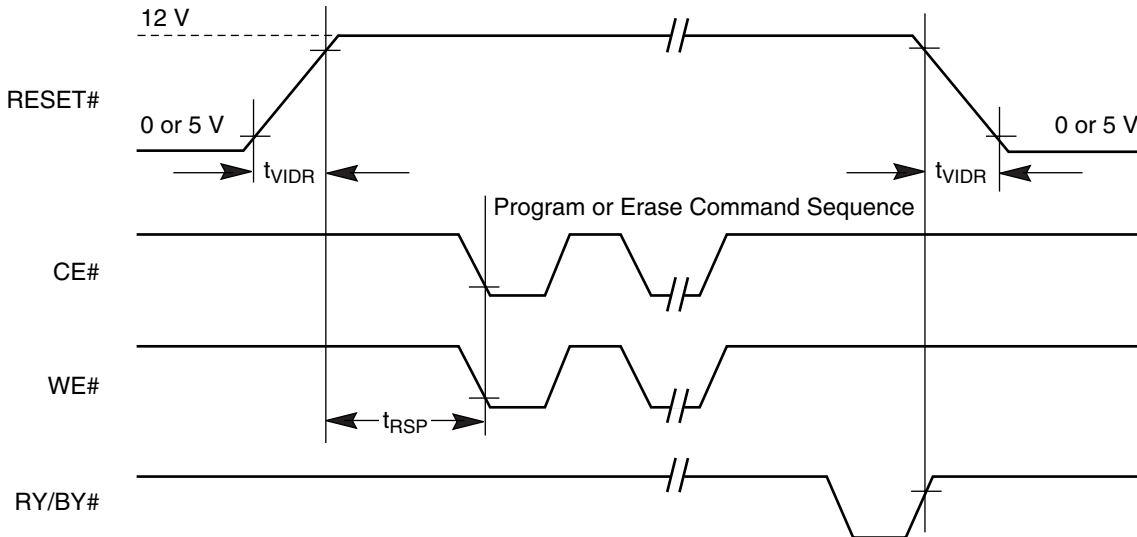 12 V
RESET#
0 or 5 V
0 or 5 V
tVIDR
tVIDR
Program or Erase Command Sequence
CE#
WE#
tRSP
RY/BY#